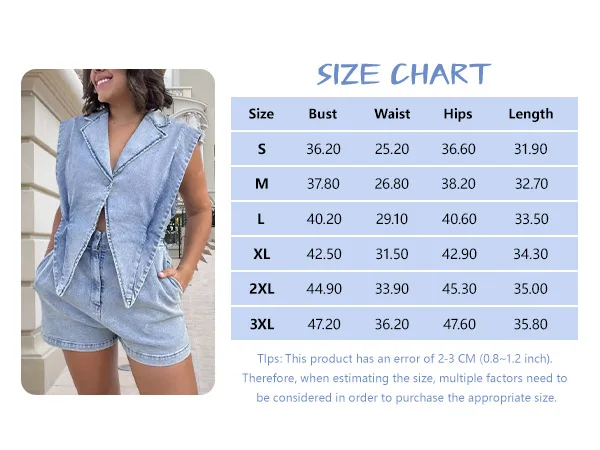 SIZE CHART
Size Bust Waist Hips Length
S 36.20 25.20 36.60 31.90
M 37.80 26.80 38.20 32.70
L 40.20 29.10 40.60 33.50
XL 42.50 31.50 42.90 34.30
2XL 44.90 33.90 45.30 35.00
3XL 47.20 36.20 47.60 35.80
TIps: This product has an error of 2-3 CM (0.8~1.2 inch).
Therefore, when estimating the size, multiple factors need to
be considered in order to purchase the appropriate size.